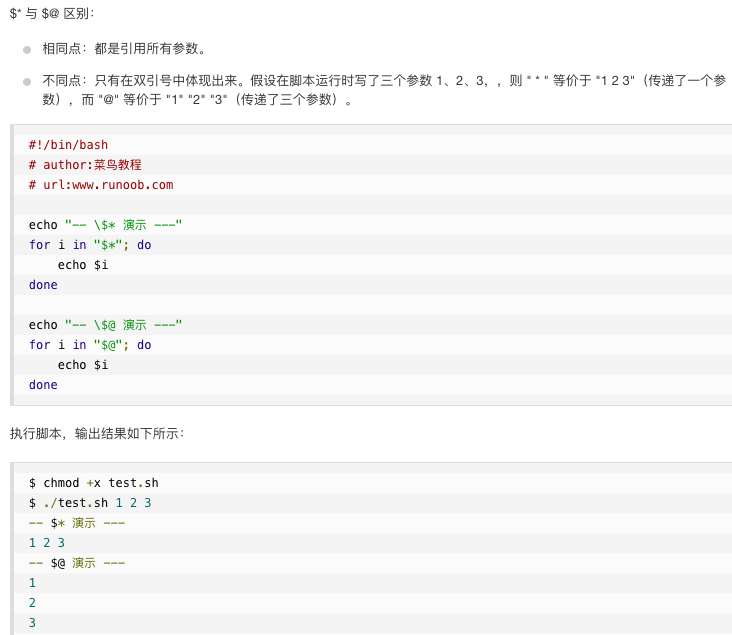 $* 与 $@ 区别:
相同点: 都是引用所有参数。
不同点: 只有在双引号中体现出来。假设在脚本运行时写了三个参数 1、2、3，，则 " * " 等价于 "1 2 3"（传递了一个参
数），而 "@" 等价于 "1" "2" "3"（传递了三个参数）。
#!/bin/bash
# author:菜鸟教程
# url:www.runoob.com
echo "-- \$* 演示 ---"
for i in "$*"; do
    echo $i
done
echo "-- \$@ 演示 ---"
for i in "$@"; do
    echo $i
done
执行脚本，输出结果如下所示:
$ chmod +x test.sh
$ ./test.sh 1 2 3
-- $* 演示 ---
1 2 3
-- $@ 演示 ---
1
2
3